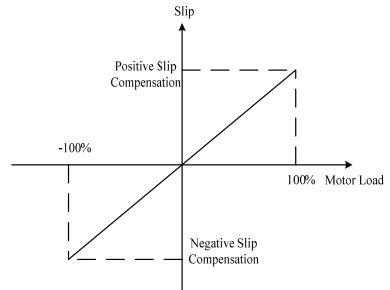 Slip
Positive Slip
Compensation
-100%
100%
Motor Load
Negative Slip
Compensation